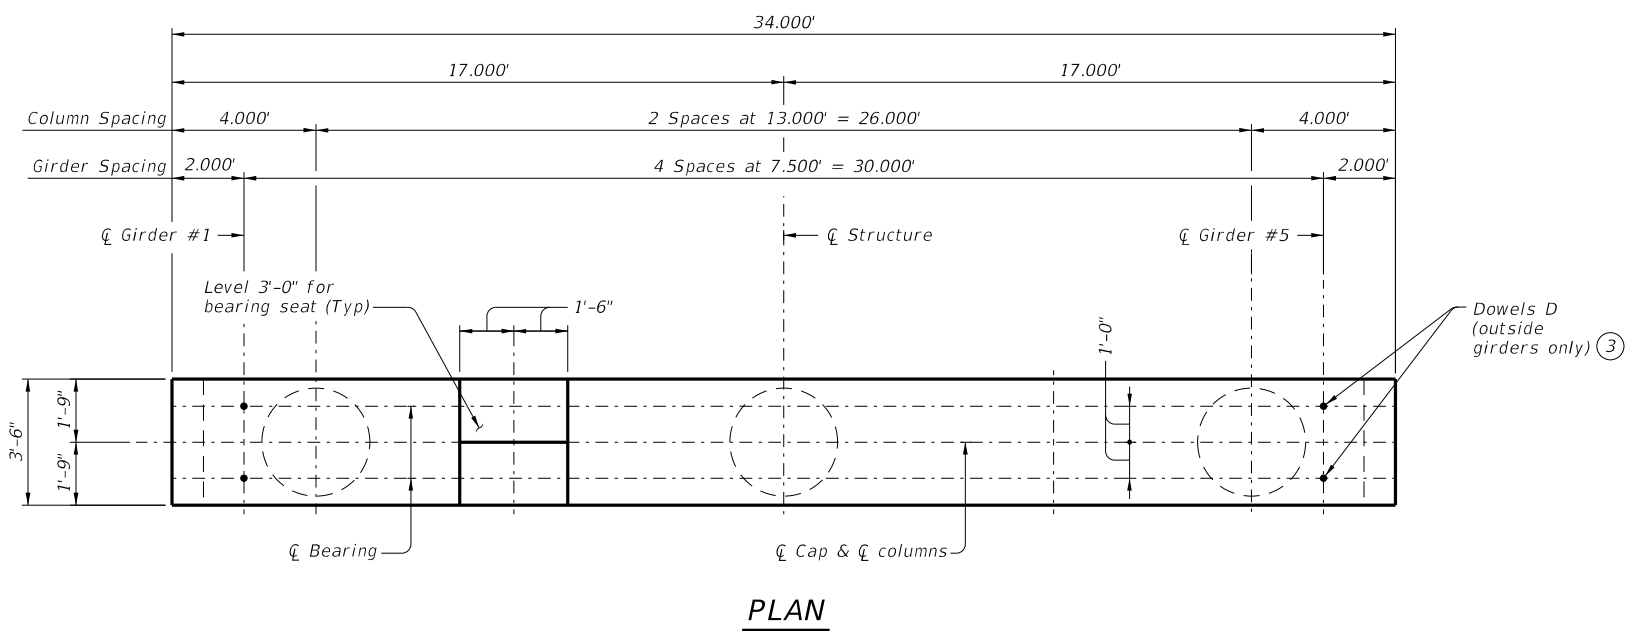 34.000'
17.000'
17.000'
Column Spacing
4.000'
2 Spaces at 13.000' = 26.000'
4.000'
Girder Spacing
2.000'
4 Spaces at 7.500' = 30.000'
2.000'
℄ Girder #1
℄ Structure
℄ Girder #5
Level 3'-0" for
bearing seat (Typ)
1'-6"
1'-0"
Dowels D
(outside
girders only) 3
3'-6"
1'-9"
1'-9"
℄ Bearing
℄ Cap & ℄ columns
PLAN